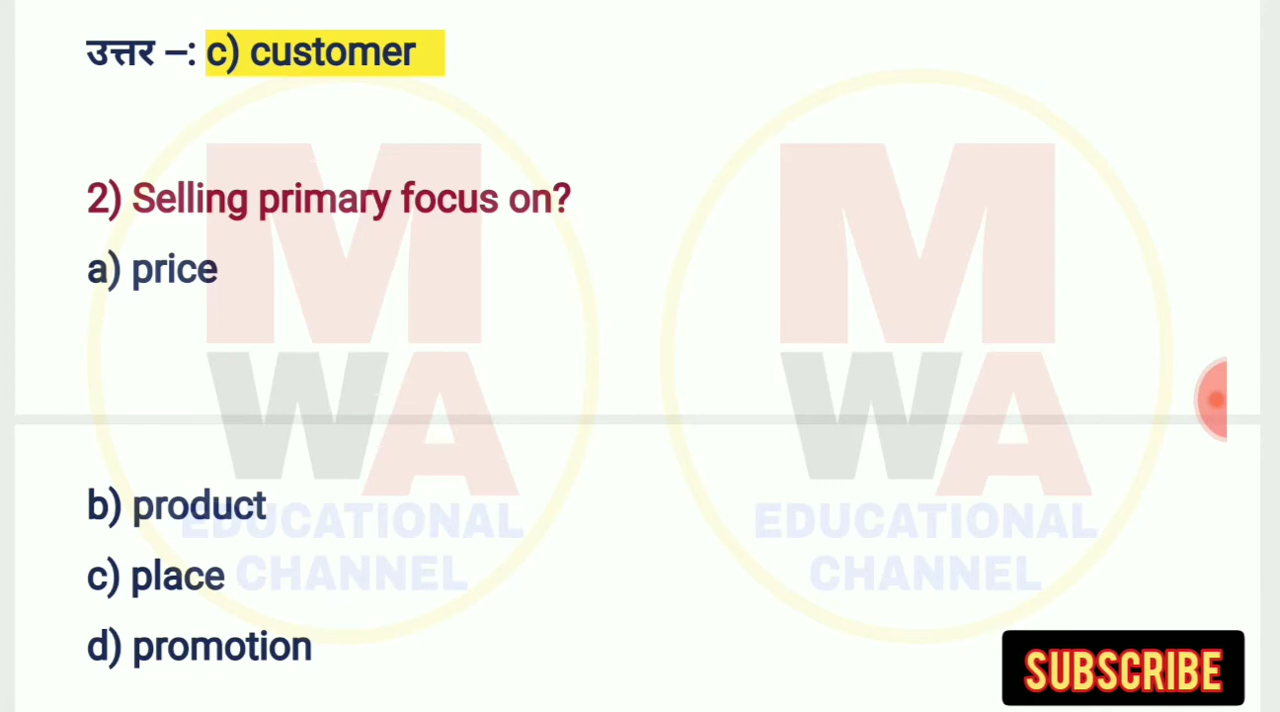 उत्तर –: c) customer
2) Selling primary focus on?
a) price
b) product
c) place
d) promotion
MWA
EDUCATIONAL
CHANNEL
MWA
EDUCATIONAL
CHANNEL
SUBSCRIBE